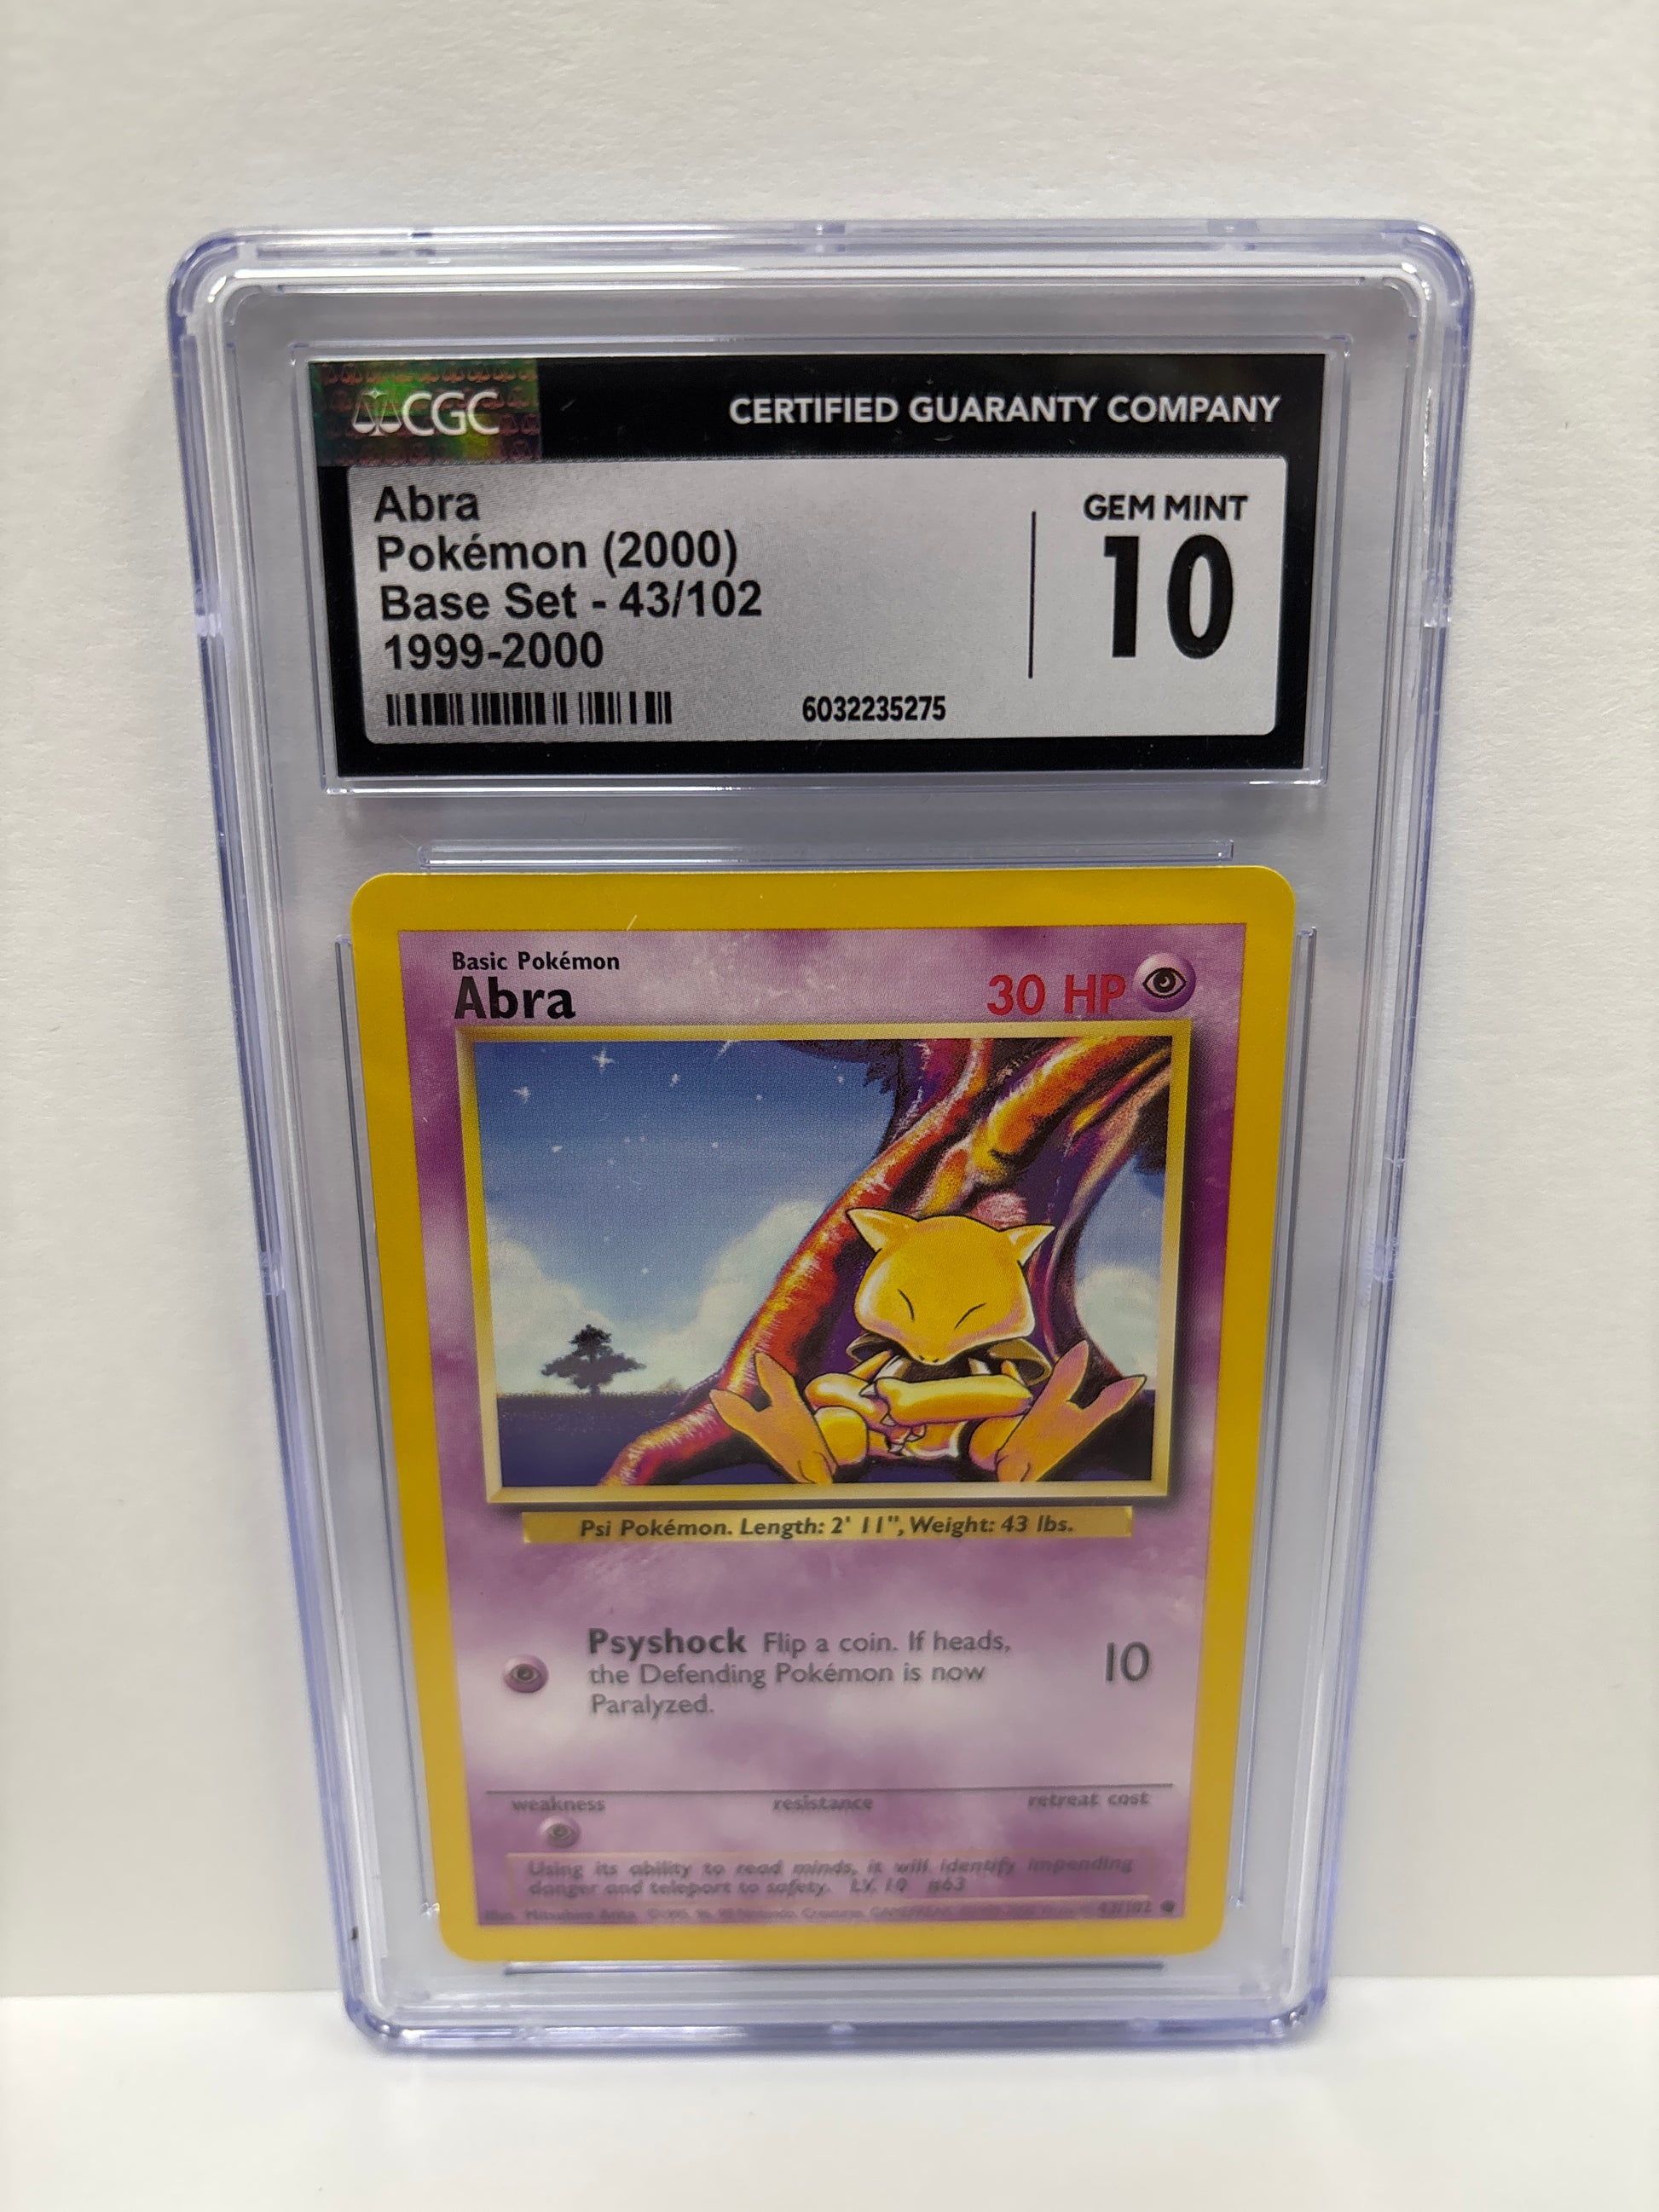 CGC
CERTIFIED GUARANTY COMPANY
Abra
Pokémon (2000)
Base Set - 43/102
1999-2000
6032235275
GEM MINT
10
Basic Pokémon
Abra
30 HP
Psi Pokémon. Length: 2' 11", Weight: 43 lbs.
Psyshock Flip a coin. If heads,
the Defending Pokémon is now
Paralyzed.
10
weakness
resistance
retreat cost
Using its ability to read minds, it will identify impending
danger and teleport to safety. LV. 10 #63
43/102